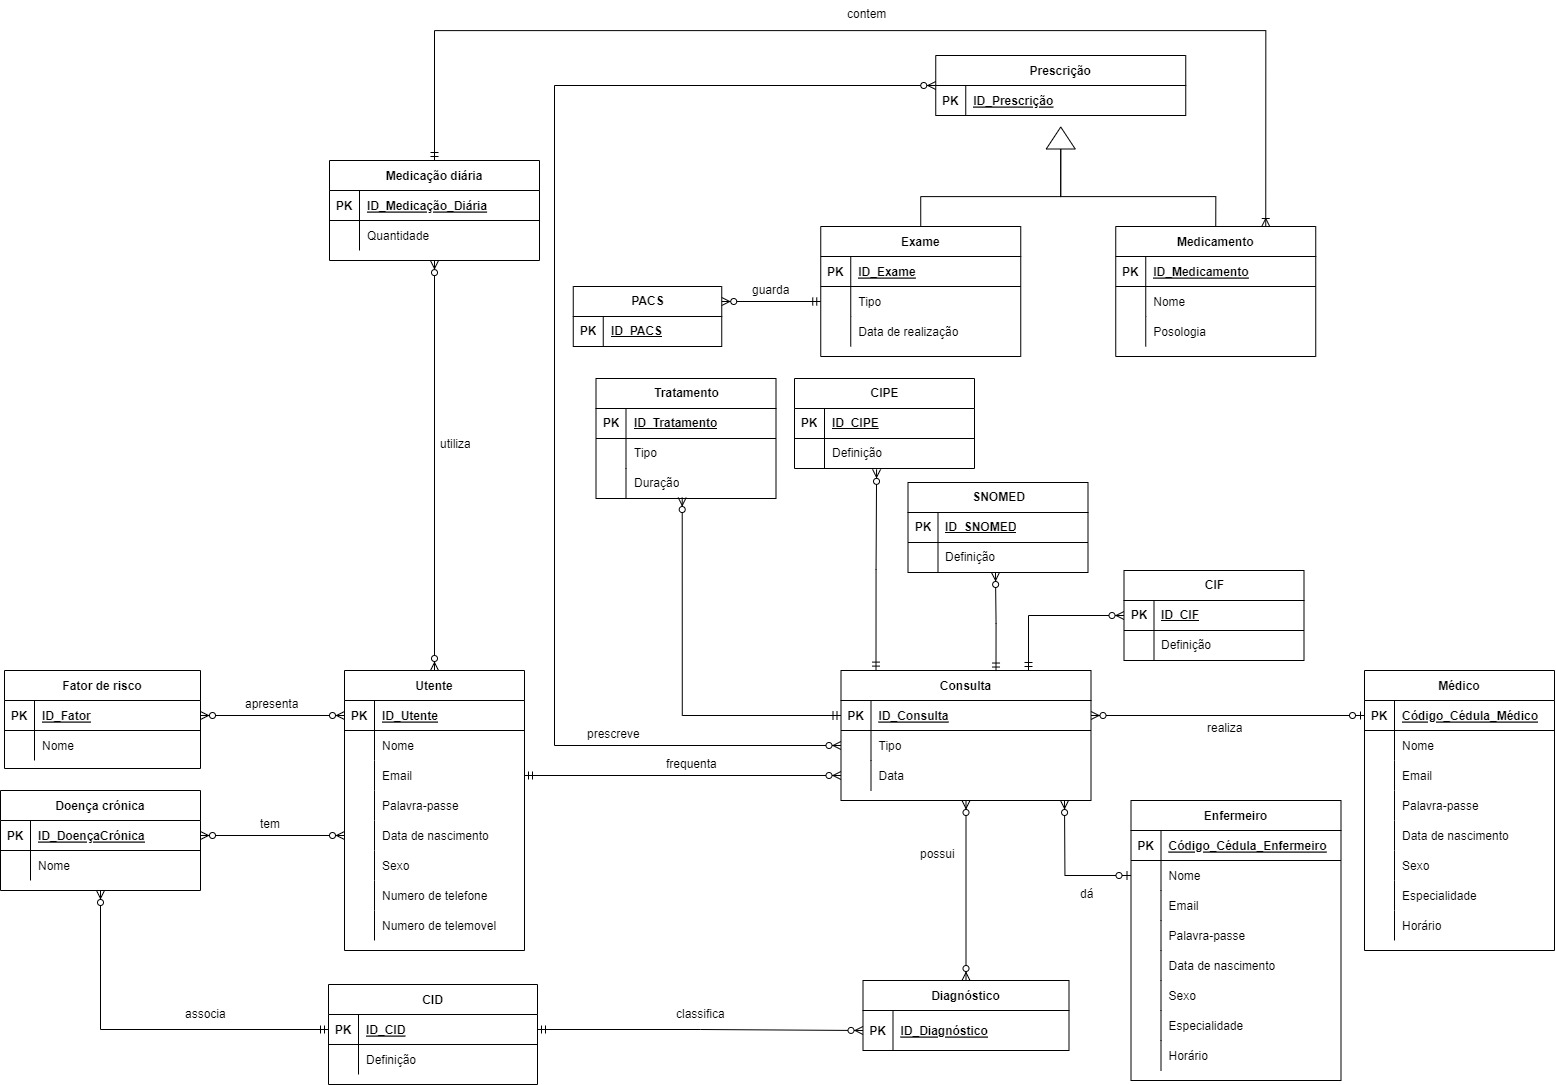 contem
Prescrição
PK ID_Prescrição
Medicação diária
PK ID_Medicação_Diária
Quantidade
Exame
PK ID_Exame
Tipo
Data de realização
Medicamento
PK ID_Medicamento
Nome
Posologia
guarda
PACS
PK ID_PACS
Tratamento
PK ID_Tratamento
Tipo
Duração
CIPE
PK ID_CIPE
Definição
utiliza
SNOMED
PK ID_SNOMED
Definição
CIF
PK ID_CIF
Definição
Fator de risco
PK ID_Fator
Nome
apresenta
Utente
PK ID_Utente
Nome
Email
Palavra-passe
Data de nascimento
Sexo
Numero de telefone
Numero de telemovel
prescreve
frequenta
Consulta
PK ID_Consulta
Tipo
Data
realiza
Médico
PK Código_Cédula_Médico
Nome
Email
Palavra-passe
Data de nascimento
Sexo
Especialidade
Horário
Doença crónica
PK ID_DoençaCrónica
Nome
tem
possui
dá
Enfermeiro
PK Código_Cédula_Enfermeiro
Nome
Email
Palavra-passe
Data de nascimento
Sexo
Especialidade
Horário
associa
CID
PK ID_CID
Definição
classifica
Diagnóstico
PK ID_Diagnóstico